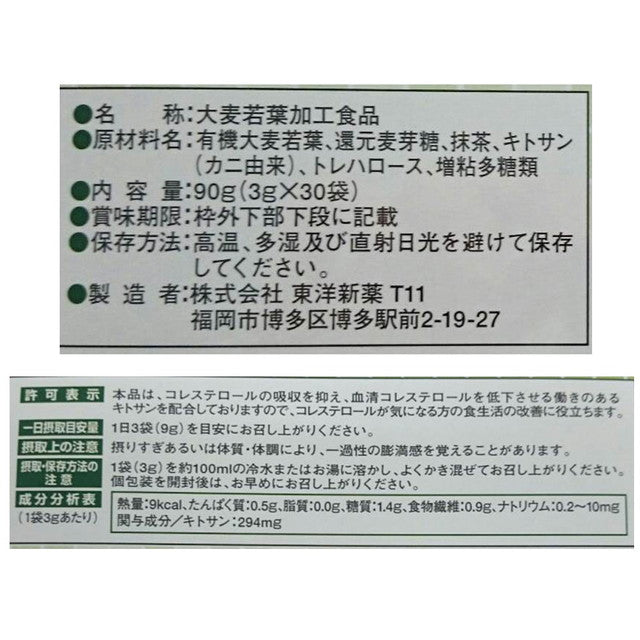 ●名　　称：大麦若葉加工食品
●原材料名：有機大麦若葉、還元麦芽糖、抹茶、キトサン
（カニ由来）、トレハロース、増粘多糖類
●内 容 量：90g（3g×30袋）
●賞味期限：枠外下部下段に記載
●保存方法：高温、多湿及び直射日光を避けて保存
してください。
●製 造 者：株式会社 東洋新薬 T11
福岡市博多区博多駅前2-19-27
許可表示 本品は、コレステロールの吸収を抑え、血清コレステロールを低下させる働きのある
キトサンを配合しておりますので、コレステロールが気になる方の食生活の改善に役立ちます。
一日摂取目安量 1日3袋（9g）を目安にお召し上がりください。
摂取上の注意 摂りすぎあるいは体質・体調により、一過性の膨満感を覚えることがあります。
摂取・保存方法の注意 1袋（3g）を約100mlの冷水またはお湯に溶かし、よくかき混ぜてお召し上がりください。
個包装を開封後は、お早めにお召し上がりください。
成分分析表
（1袋3gあたり） 熱量：9kcal、たんぱく質：0.5g、脂質：0.0g、糖質：1.4g、食物繊維：0.9g、ナトリウム：0.2〜10mg
関与成分／キトサン：294mg